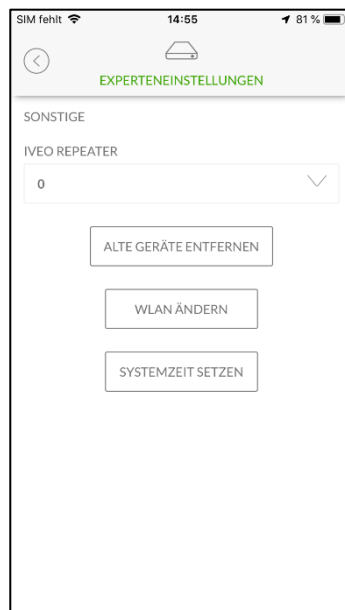 SIM fehlt 14:55 81 %
EXPERTENEINSTELLUNGEN
SONSTIGE
IVEO REPEATER
0
ALTE GERÄTE ENTFERNEN
WLAN ÄNDERN
SYSTEMZEIT SETZEN